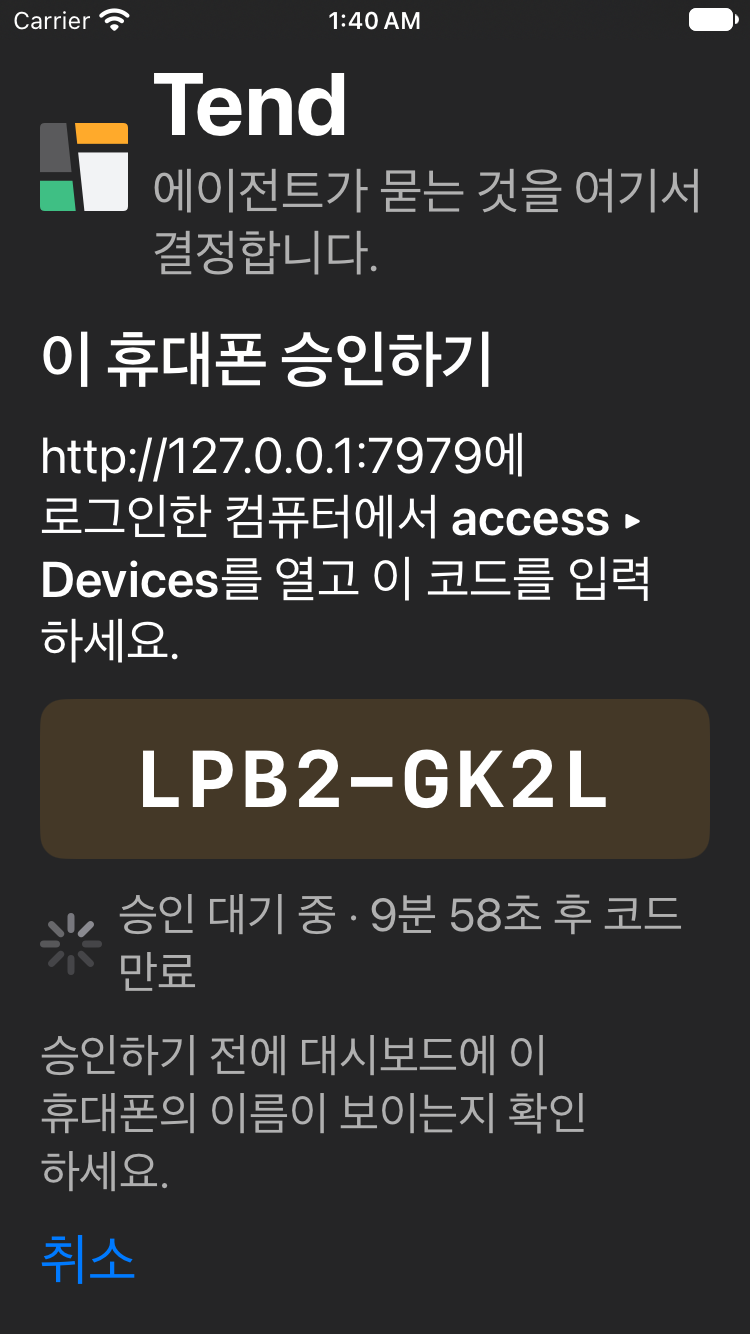 Carrier 1:40 AM
Tend
에이전트가 묻는 것을 여기서
결정합니다.
이 휴대폰 승인하기
http://127.0.0.1:7979에
로그인한 컴퓨터에서 access ▸
Devices를 열고 이 코드를 입력
하세요.
LPB2-GK2L
승인 대기 중 · 9분 58초 후 코드
만료
승인하기 전에 대시보드에 이
휴대폰의 이름이 보이는지 확인
하세요.
취소